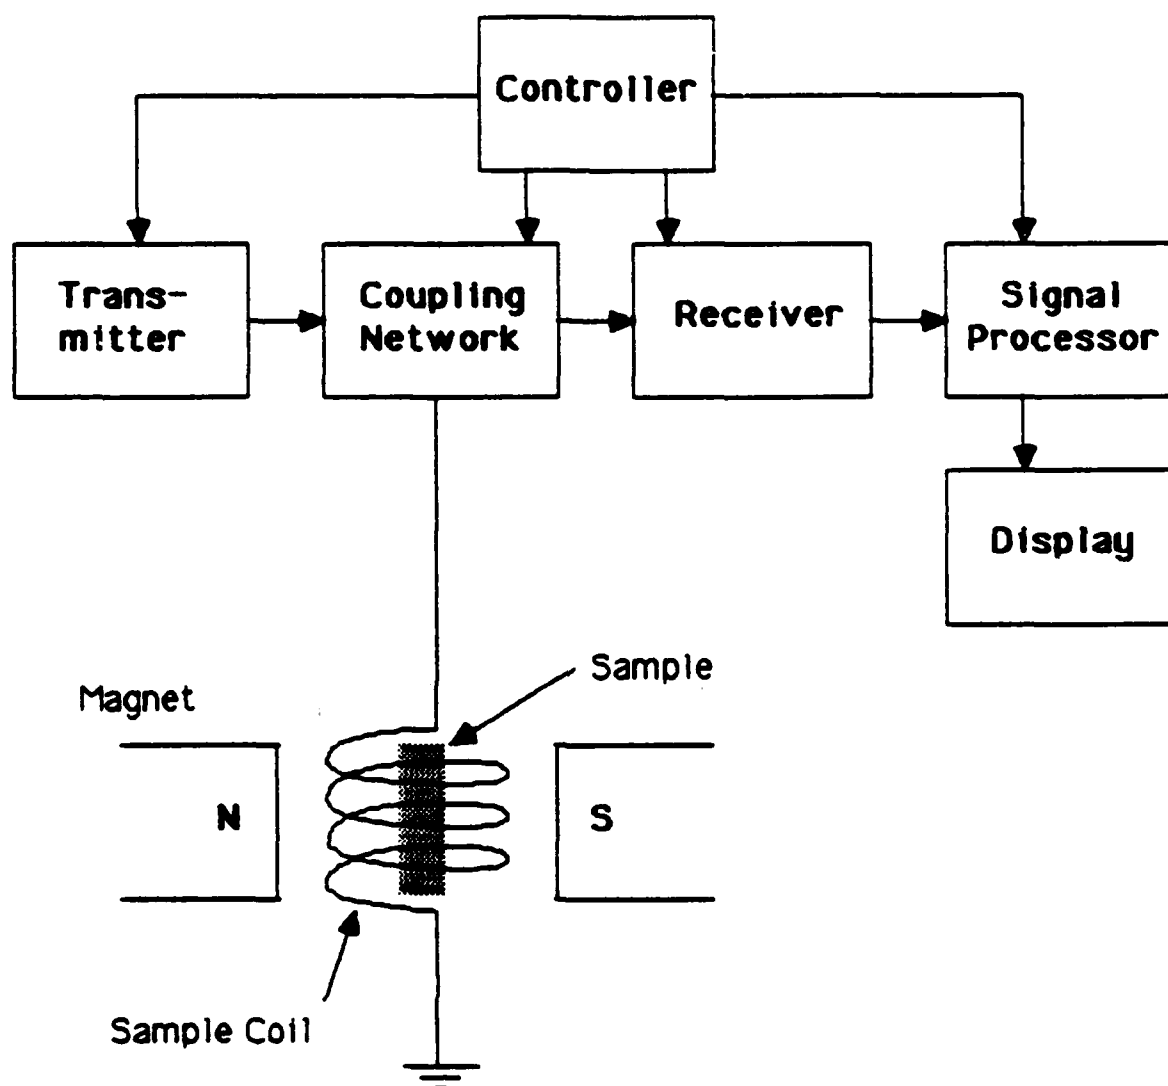 Controller
Trans-
mitter
Coupling
Network
Receiver
Signal
Processor
Display
Sample
Magnet
N
S
Sample Coil